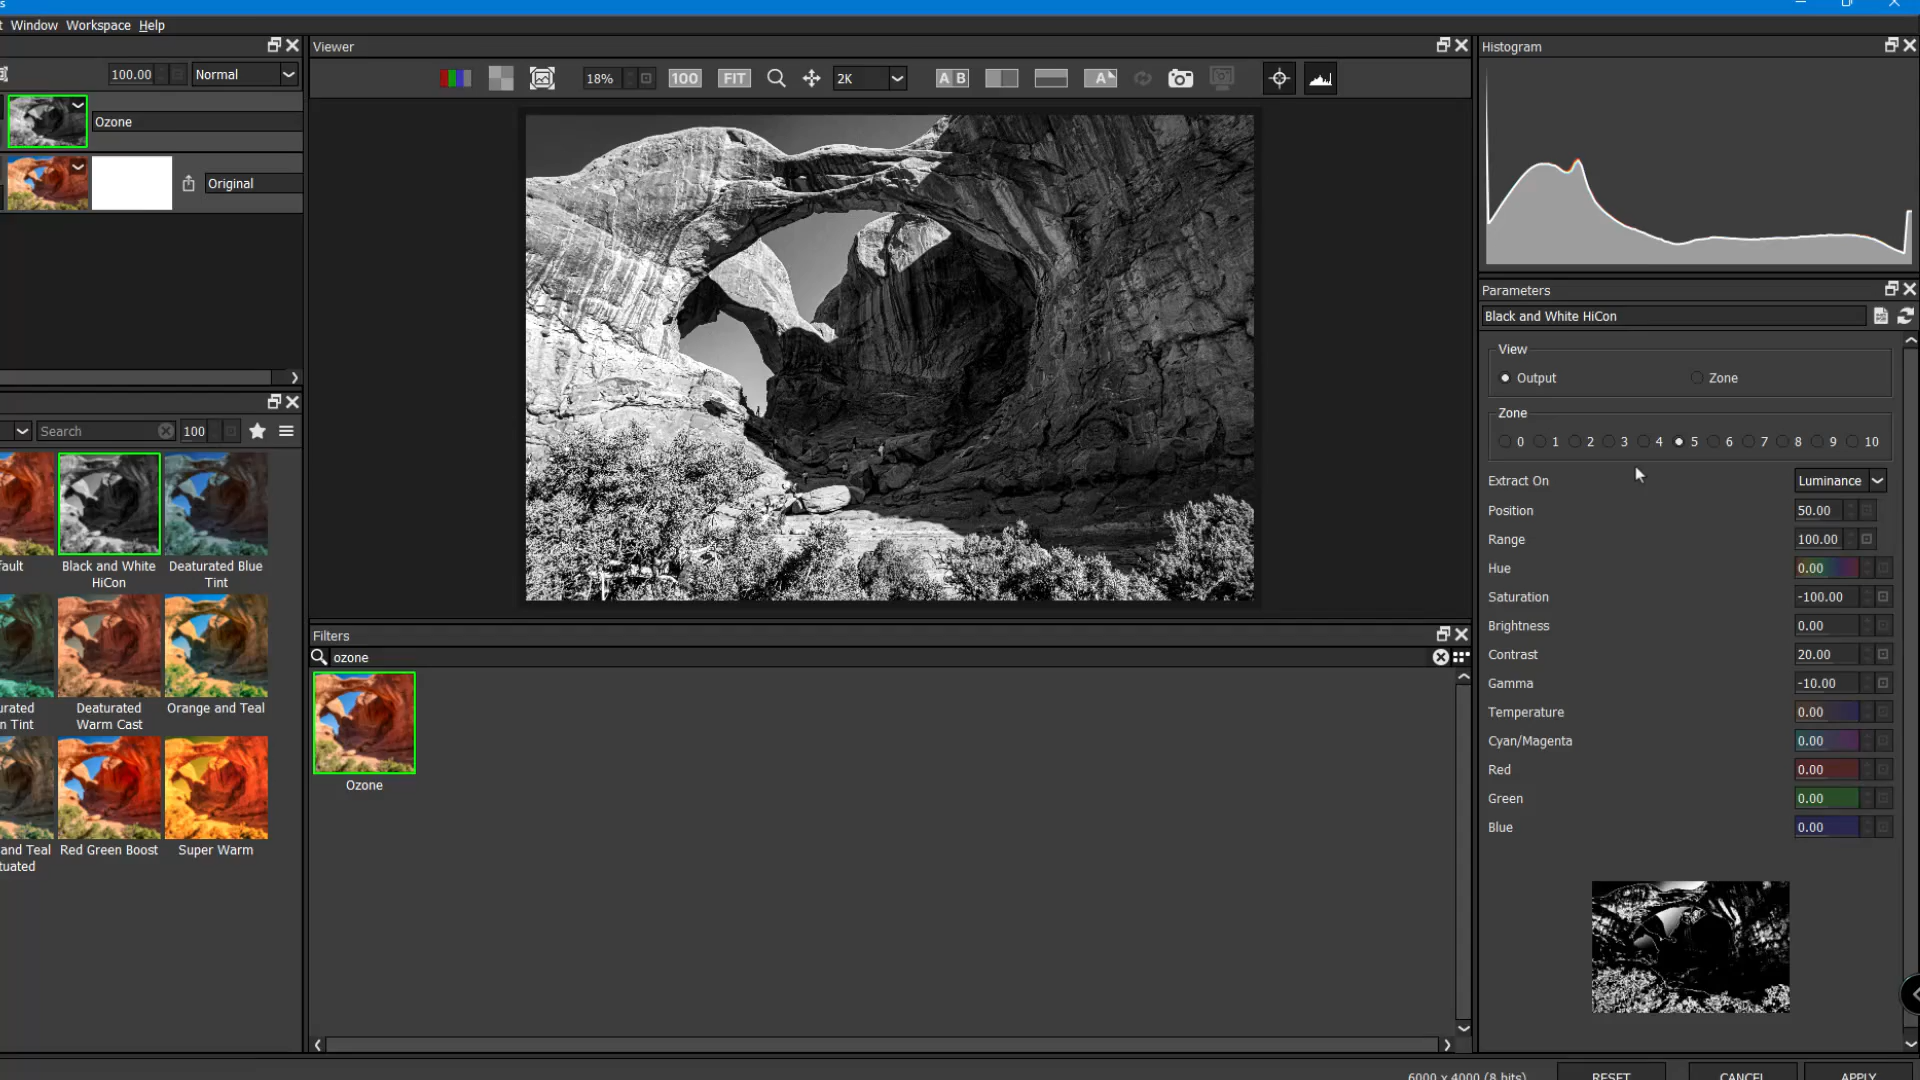 Window Workspace Help
100.00 Normal
Ozone
Original
Search 100
Black and White HiCon
Deaturated Blue Tint
Deaturated Warm Cast
Orange and Teal
and Teal
Red Green Boost
Super Warm
Viewer
18% 100 FIT 2K A B A
Filters
ozone
Ozone
Histogram
Parameters
Black and White HiCon
View
Output Zone
Zone
0 1 2 3 4 5 6 7 8 9 10
Extract On Luminance
Position 50.00
Range 100.00
Hue 0.00
Saturation -100.00
Brightness 0.00
Contrast 20.00
Gamma -10.00
Temperature 0.00
Cyan/Magenta 0.00
Red 0.00
Green 0.00
Blue 0.00
6000 x 4000 (8 bits) RESET CANCEL APPLY